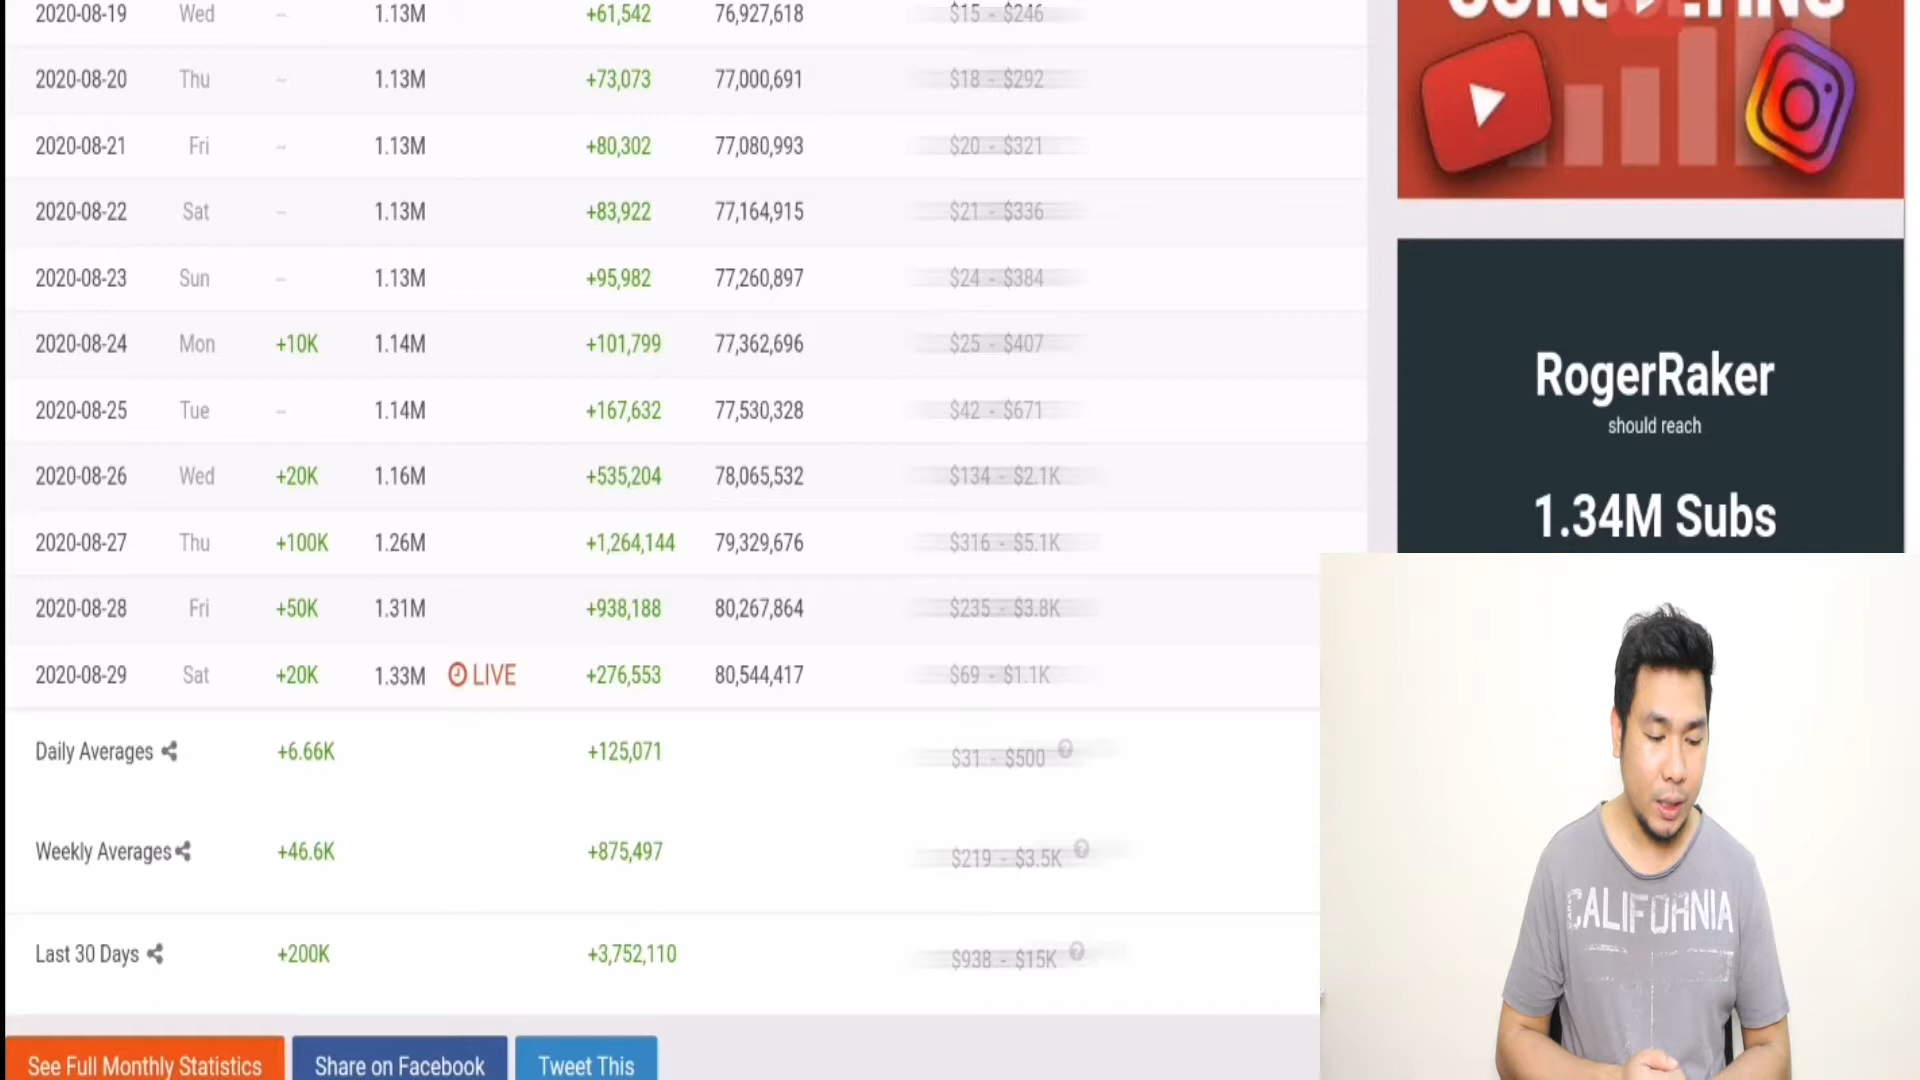 2020-08-19 Wed -- 1.13M +61,542 76,927,618 $15 - $246
2020-08-20 Thu -- 1.13M +73,073 77,000,691 $18 - $292
2020-08-21 Fri -- 1.13M +80,302 77,080,993 $20 - $321
2020-08-22 Sat -- 1.13M +83,922 77,164,915 $21 - $336
2020-08-23 Sun -- 1.13M +95,982 77,260,897 $24 - $384
2020-08-24 Mon +10K 1.14M +101,799 77,362,696 $25 - $407
2020-08-25 Tue -- 1.14M +167,632 77,530,328 $42 - $671
2020-08-26 Wed +20K 1.16M +535,204 78,065,532 $134 - $2.1K
2020-08-27 Thu +100K 1.26M +1,264,144 79,329,676 $316 - $5.1K
2020-08-28 Fri +50K 1.31M +938,188 80,267,864 $235 - $3.8K
2020-08-29 Sat +20K 1.33M LIVE +276,553 80,544,417 $69 - $1.1K
Daily Averages +6.66K +125,071 $31 - $500
Weekly Averages +46.6K +875,497 $219 - $3.5K
Last 30 Days +200K +3,752,110 $938 - $15K
See Full Monthly Statistics
Share on Facebook
Tweet This
RogerRaker
should reach
1.34M Subs
CALIFORNIA